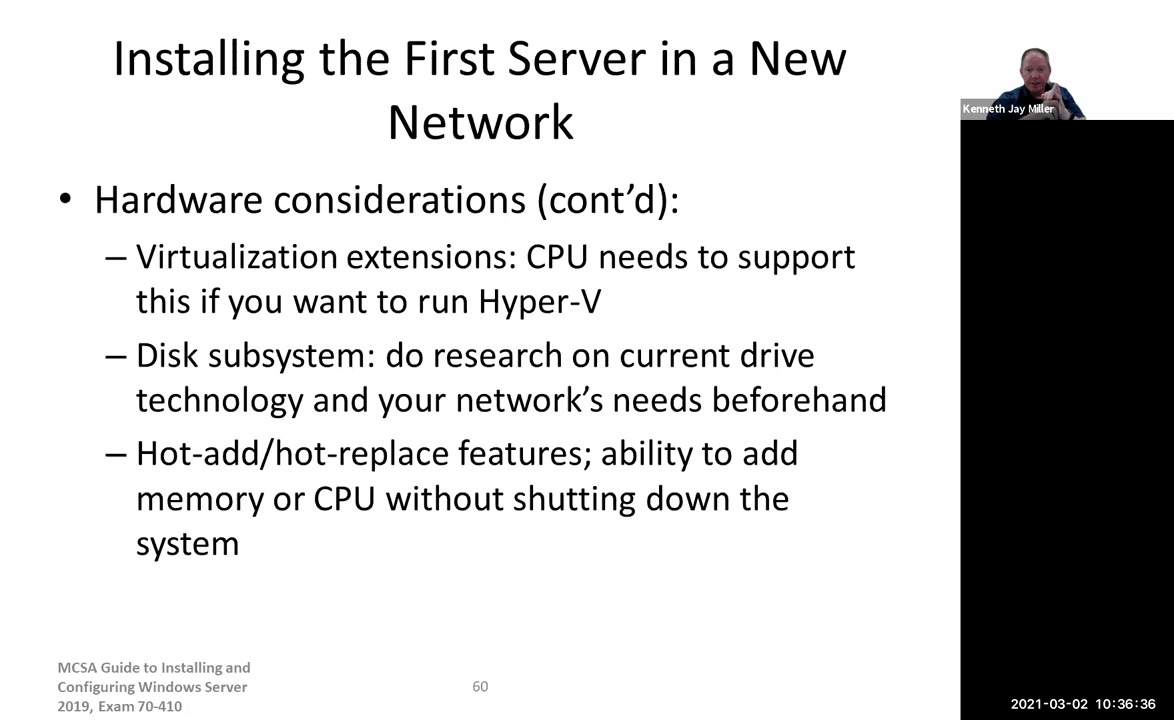 Installing the First Server in a New
Network
• Hardware considerations (cont’d):
– Virtualization extensions: CPU needs to support
this if you want to run Hyper-V
– Disk subsystem: do research on current drive
technology and your network’s needs beforehand
– Hot-add/hot-replace features; ability to add
memory or CPU without shutting down the
system
MCSA Guide to Installing and
Configuring Windows Server
2019, Exam 70-410
60
Kenneth Jay Miller
2021-03-02 10:36:36